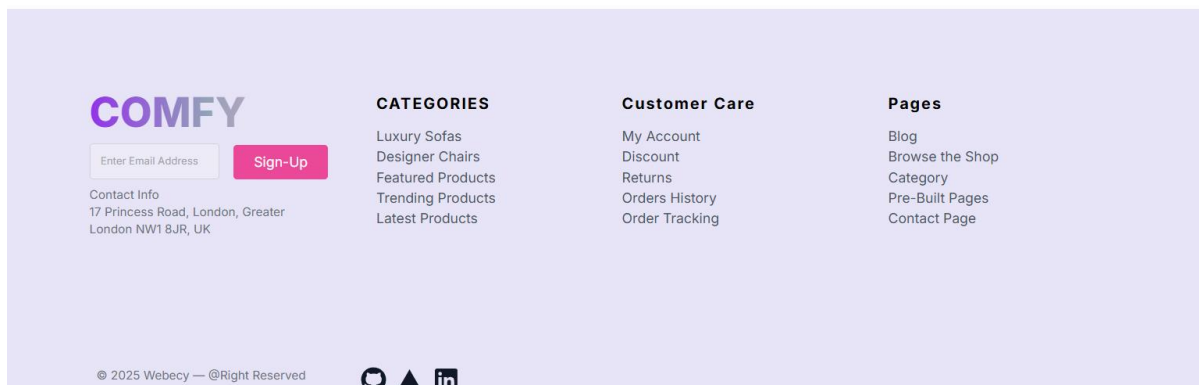 COMFY
Enter Email Address
Sign-Up
Contact Info
17 Princess Road, London, Greater
London NW1 8JR, UK
CATEGORIES
Luxury Sofas
Designer Chairs
Featured Products
Trending Products
Latest Products
Customer Care
My Account
Discount
Returns
Orders History
Order Tracking
Pages
Blog
Browse the Shop
Category
Pre-Built Pages
Contact Page
© 2025 Webecy — @Right Reserved
in